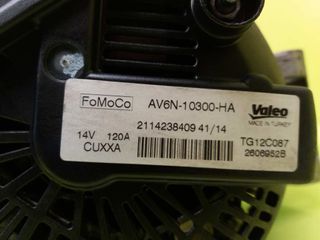 FoMoCo AV6N-10300-HA Valeo
MADE IN TURKEY
14V 120A 2114238409 41/14 TG12C087
CUXXA 2606952B